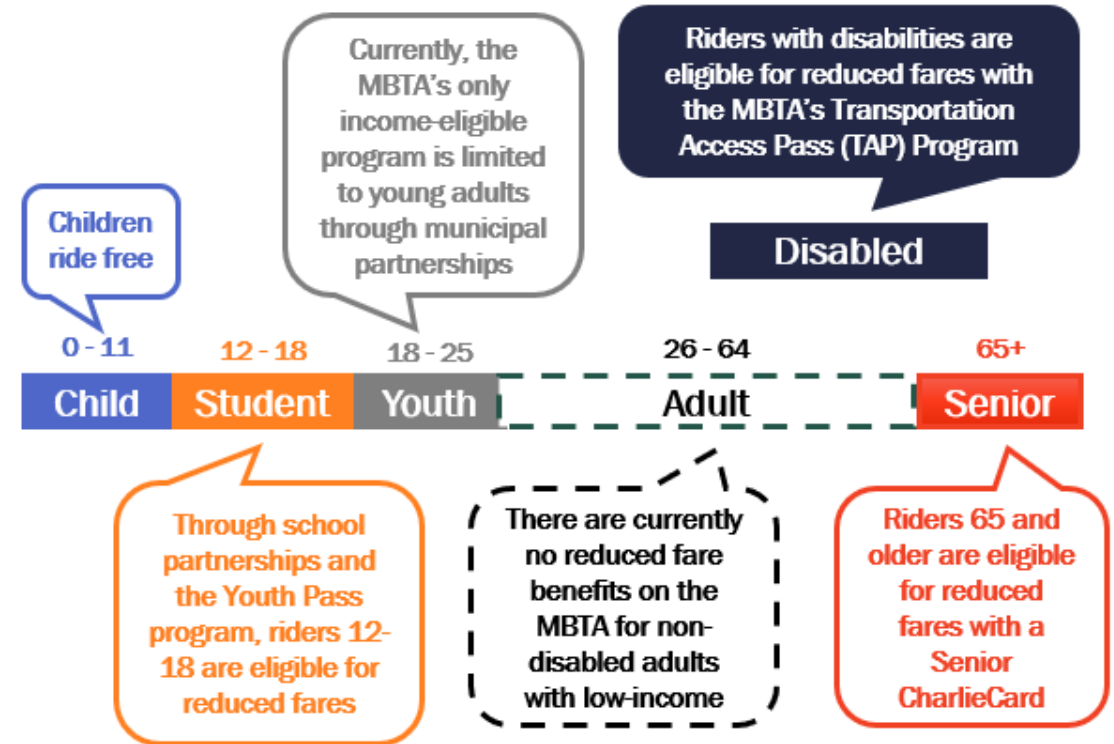 Currently, the
MBTA's only
income-eligible
program is limited
to young adults
through municipal
partnerships
Riders with disabilities are
eligible for reduced fares with
the MBTA's Transportation
Access Pass (TAP) Program
Children
ride free
Disabled
0 - 11
12 - 18
18 - 25
26 - 64
65+
Child
Student
Youth
Adult
Senior
Through school
partnerships and
the Youth Pass
program, riders 12-
18 are eligible for
reduced fares
There are currently
no reduced fare
benefits on the
MBTA for non-
disabled adults
with low-income
Riders 65 and
older are eligible
for reduced
fares with a
Senior
CharlieCard